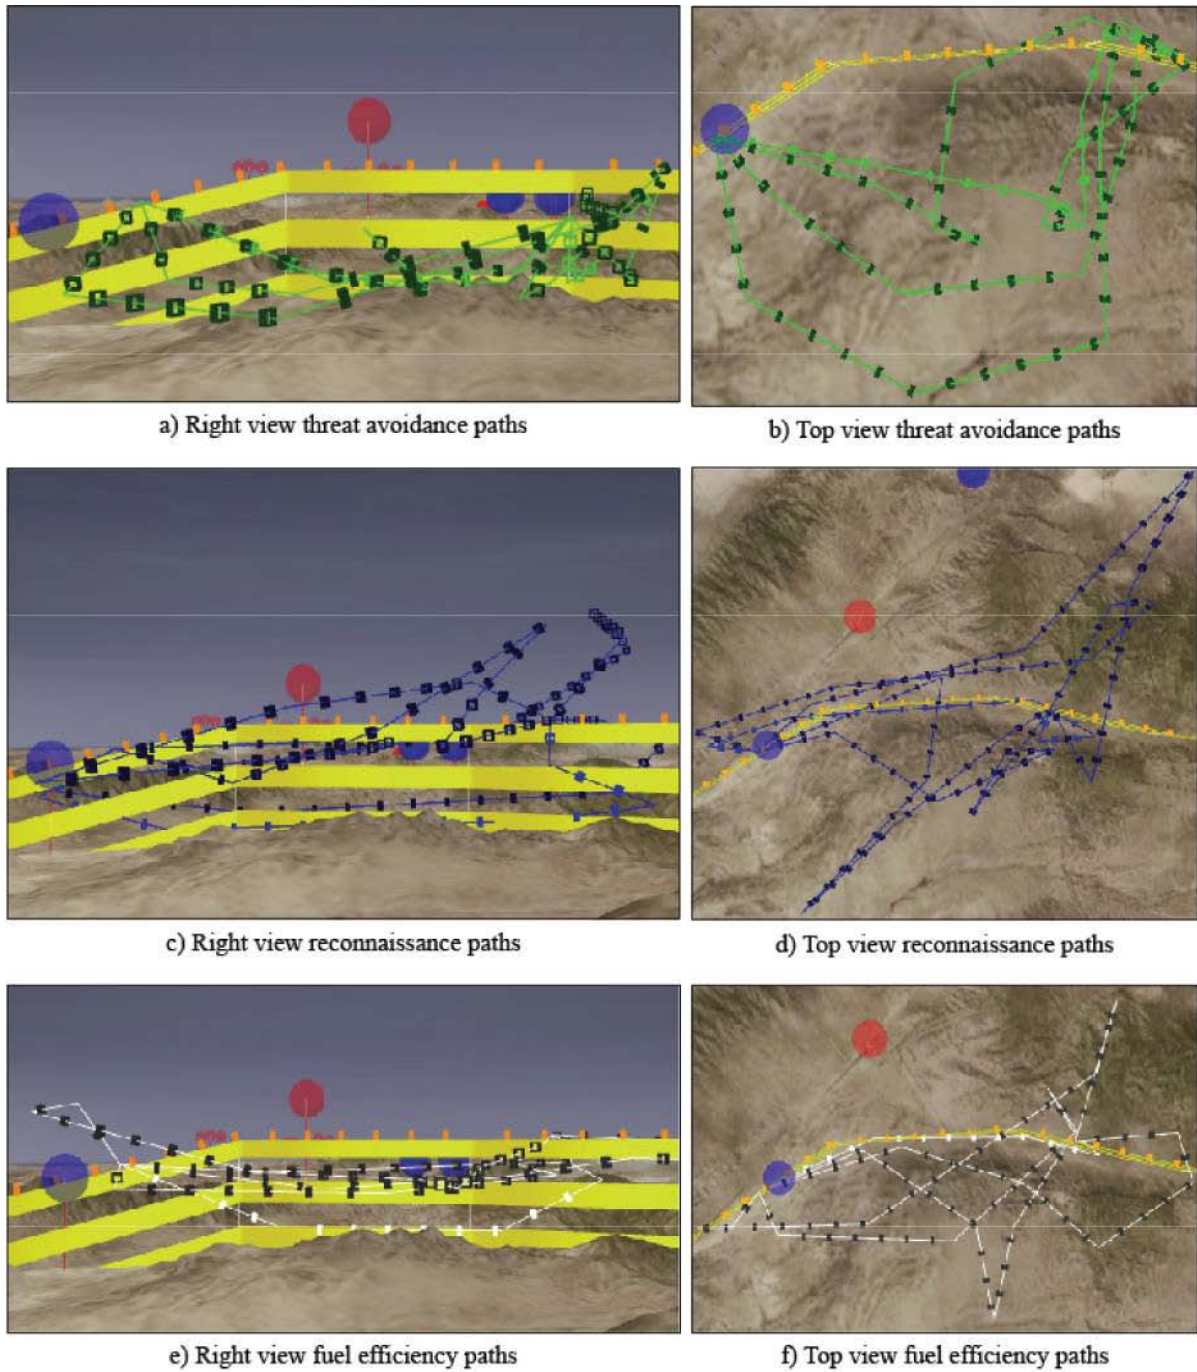 a) Right view threat avoidance paths
b) Top view threat avoidance paths
c) Right view reconnaissance paths
d) Top view reconnaissance paths
e) Right view fuel efficiency paths
f) Top view fuel efficiency paths